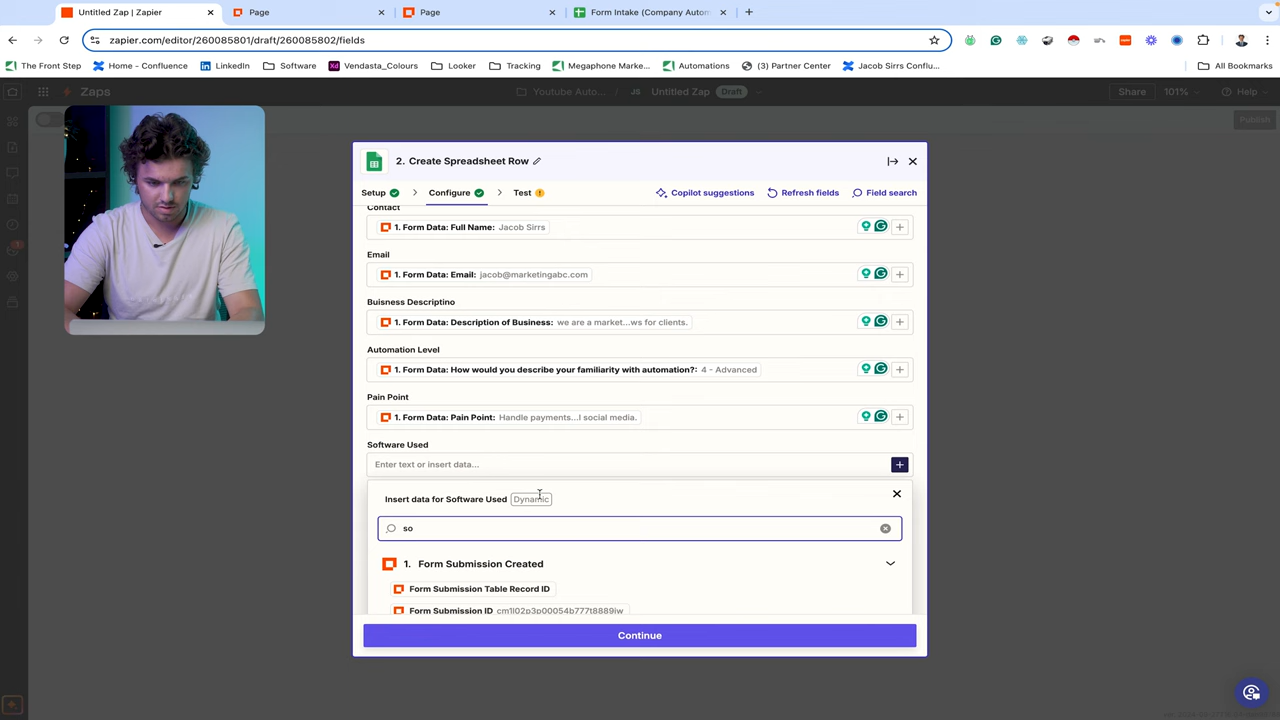 Untitled Zap | Zapier
Page
Page
Form Intake (Company Autom
zapier.com/editor/260085801/draft/260085802/fields
The Front Step
Home - Confluence
LinkedIn
Software
Vendasta_Colours
Looker
Tracking
Megaphone Marke...
Automations
(3) Partner Center
Jacob Sirrs Conflu...
All Bookmarks
Zaps
Youtube Auto...
/
JS
Untitled Zap
Draft
Share
101%
Help
Publish
2. Create Spreadsheet Row
Setup
Configure
Test
Copilot suggestions
Refresh fields
Field search
Contact
1. Form Data: Full Name: Jacob Sirrs
Email
1. Form Data: Email: jacob@marketingabc.com
Buisness Descriptino
1. Form Data: Description of Business: we are a market...ws for clients.
Automation Level
1. Form Data: How would you describe your familiarity with automation?: 4 - Advanced
Pain Point
1. Form Data: Pain Point: Handle payments...l social media.
Software Used
Enter text or insert data...
Insert data for Software Used Dynamic
so
1. Form Submission Created
Form Submission Table Record ID
Form Submission ID
Continue